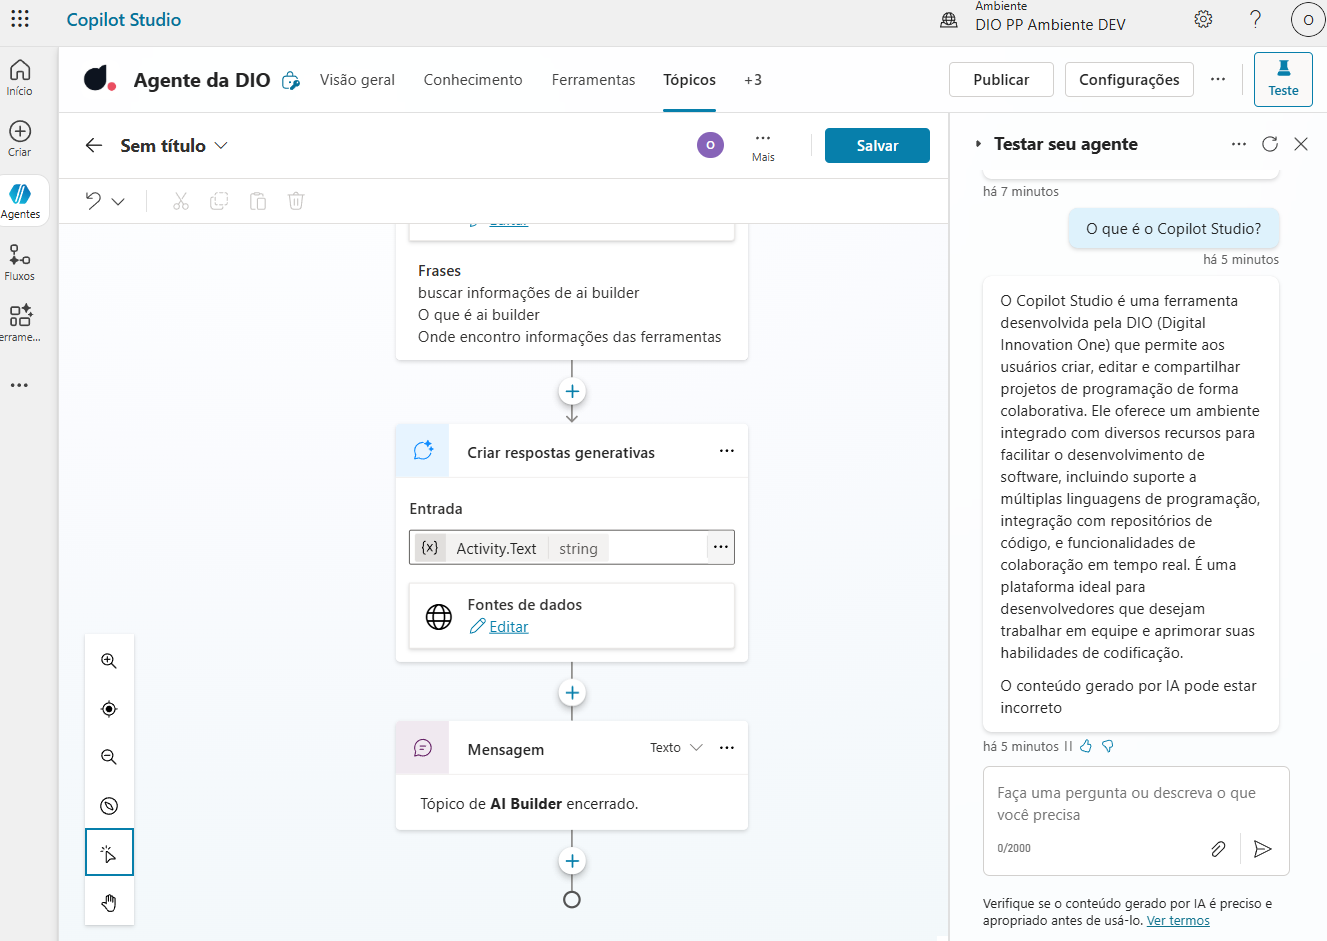 Copilot Studio
Ambiente
DIO PP Ambiente DEV
?
O
Início
Criar
Agentes
Fluxos
errame...
Agente da DIO
Visão geral
Conhecimento
Ferramentas
Tópicos
+3
Publicar
Configurações
Teste
Sem título
O
Mais
Salvar
Editar
Frases
buscar informações de ai builder
O que é ai builder
Onde encontro informações das ferramentas
Criar respostas generativas
Entrada
{x} Activity.Text string
Fontes de dados
Editar
Mensagem
Texto
Tópico de AI Builder encerrado.
Testar seu agente
há 7 minutos
O que é o Copilot Studio?
há 5 minutos
O Copilot Studio é uma ferramenta
desenvolvida pela DIO (Digital
Innovation One) que permite aos
usuários criar, editar e compartilhar
projetos de programação de forma
colaborativa. Ele oferece um ambiente
integrado com diversos recursos para
facilitar o desenvolvimento de
software, incluindo suporte a
múltiplas linguagens de programação,
integração com repositórios de
código, e funcionalidades de
colaboração em tempo real. É uma
plataforma ideal para
desenvolvedores que desejam
trabalhar em equipe e aprimorar suas
habilidades de codificação.
O conteúdo gerado por IA pode estar
incorreto
há 5 minutos
Faça uma pergunta ou descreva o que
você precisa
0/2000
Verifique se o conteúdo gerado por IA é preciso e
apropriado antes de usá-lo. Ver termos